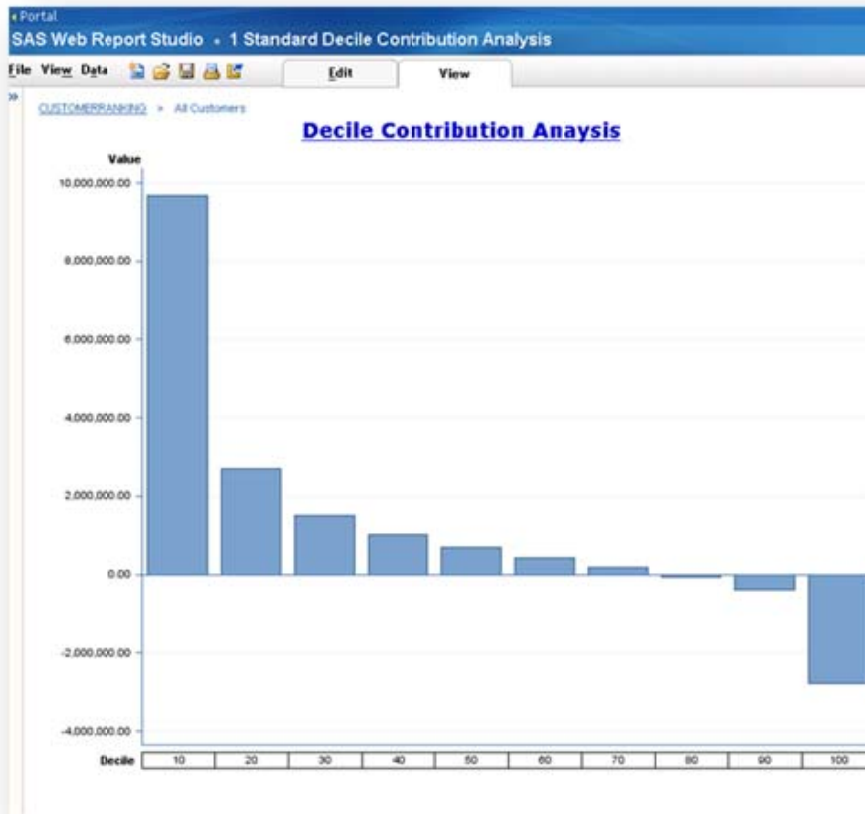 Portal
SAS Web Report Studio • 1 Standard Decile Contribution Analysis
File View Data Edit View
»
CUSTOMERRANKING » All Customers
Decile Contribution Anaysis
Value
10,000,000.00
8,000,000.00
6,000,000.00
4,000,000.00
2,000,000.00
0.00
-2,000,000.00
-4,000,000.00
Decile 10 20 30 40 50 60 70 80 90 100